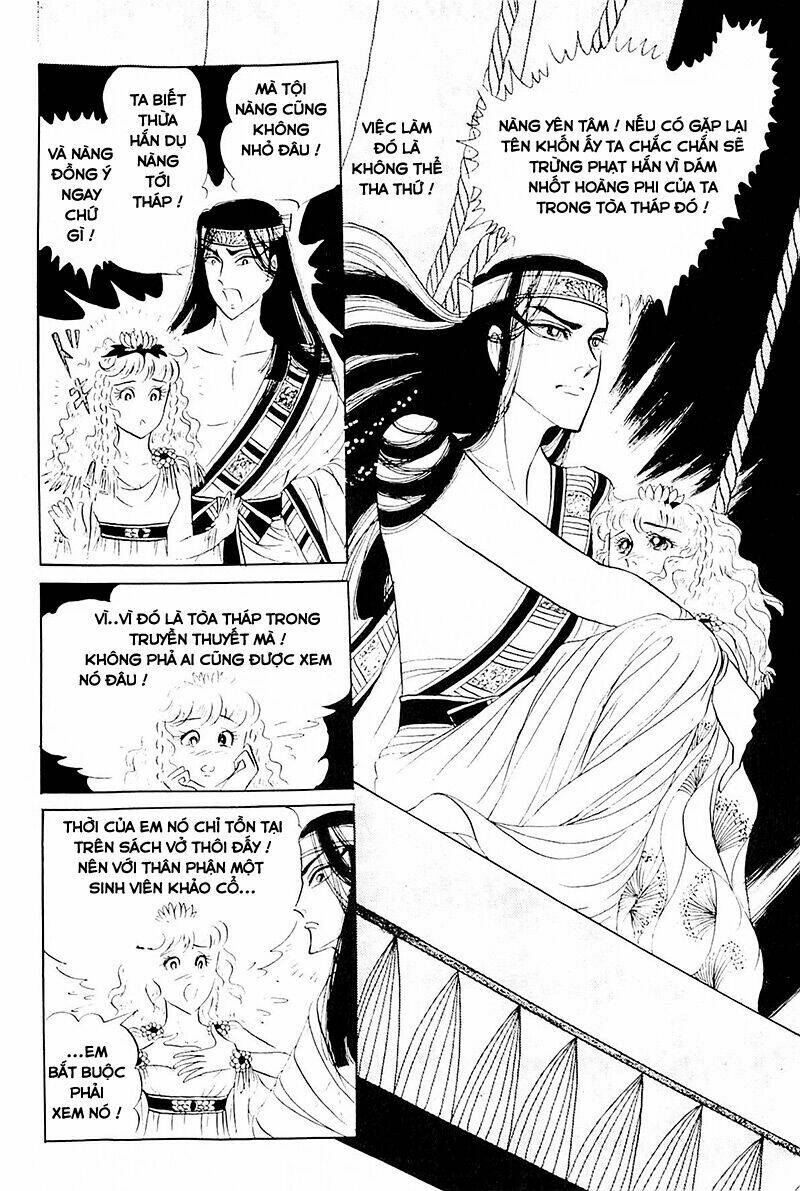 NÀNG YÊN TÂM ! NẾU CÓ GẶP LẠI
TÊN KHỐN ẤY TA CHẮC CHẮN SẼ
TRỪNG PHẠT HẮN VÌ DÁM
NHỐT HOÀNG PHI CỦA TA
TRONG TÒA THÁP ĐÓ !
VIỆC LÀM
ĐÓ LÀ
KHÔNG THỂ
THA THỨ !
MÀ TỘI
NÀNG CŨNG
KHÔNG
NHỎ ĐÂU !
TA BIẾT
THỪA
HẮN DỤ
NÀNG
TỚI
THÁP !
VÀ NÀNG
ĐỒNG Ý
NGAY
CHỨ
GÌ !
ドキ
VÌ..VÌ ĐÓ LÀ TÒA THÁP TRONG
TRUYỀN THUYẾT MÀ !
KHÔNG PHẢ AI CŨNG ĐƯỢC XEM
NÓ ĐÂU !
THỜI CỦA EM NÓ CHỈ TỒN TẠI
TRÊN SÁCH VỞ THÔI ĐẤY !
NÊN VỚI THÂN PHẬN MỘT
SINH VIÊN KHẢO CỔ...
...EM
BẮT BUỘC
PHẢI
XEM NÓ !